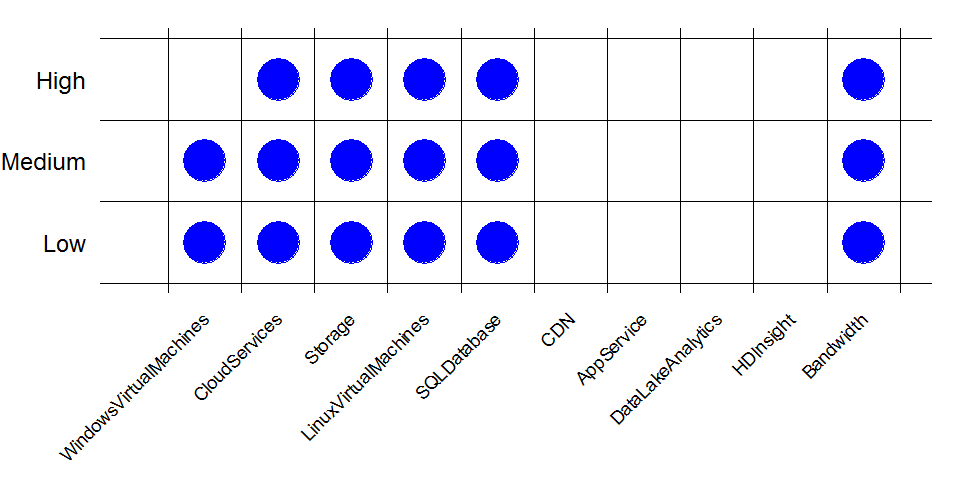 High
Medium
Low
WindowsVirtualMachines
CloudServices
Storage
LinuxVirtualMachines
SQLDatabase
CDN
AppService
DataLakeAnalytics
HDInsight
Bandwidth